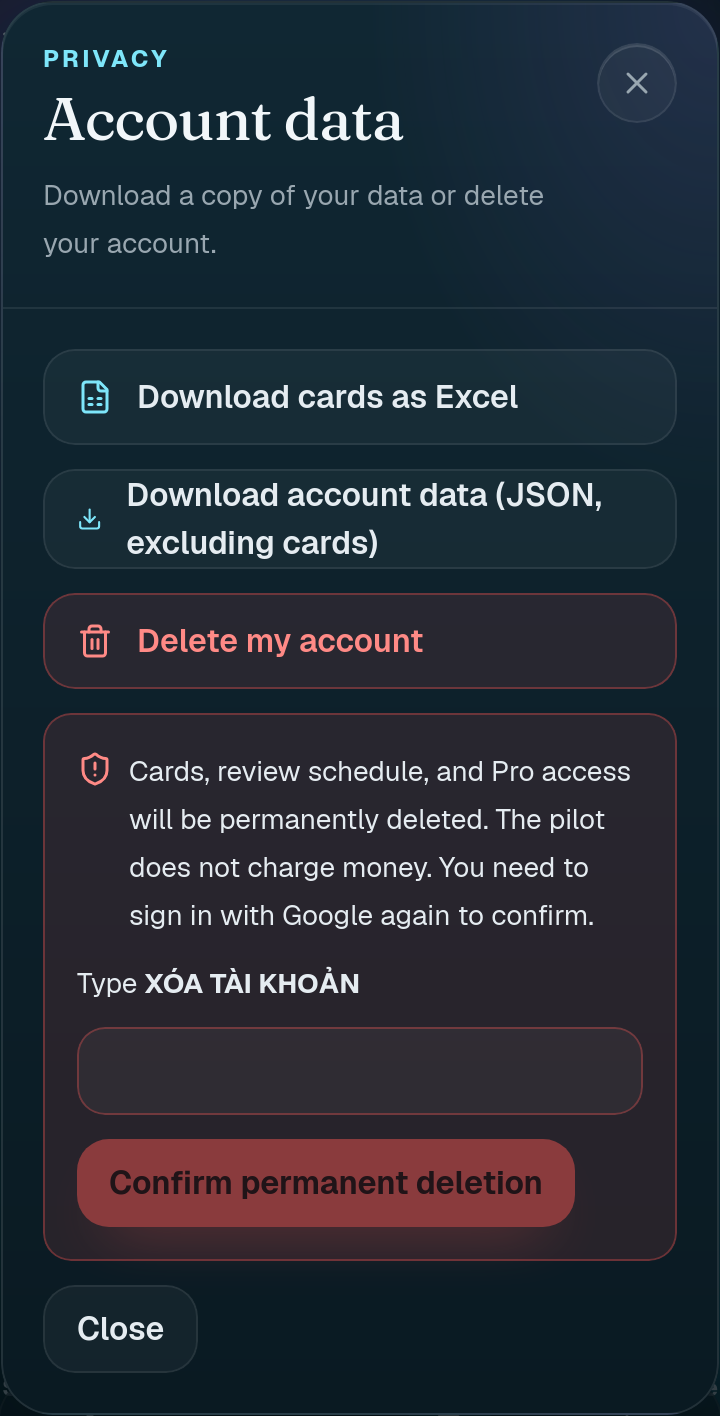 PRIVACY
Account data
Download a copy of your data or delete
your account.
Download cards as Excel
Download account data (JSON,
excluding cards)
Delete my account
Cards, review schedule, and Pro access
will be permanently deleted. The pilot
does not charge money. You need to
sign in with Google again to confirm.
Type XÓA TÀI KHOẢN
Confirm permanent deletion
Close